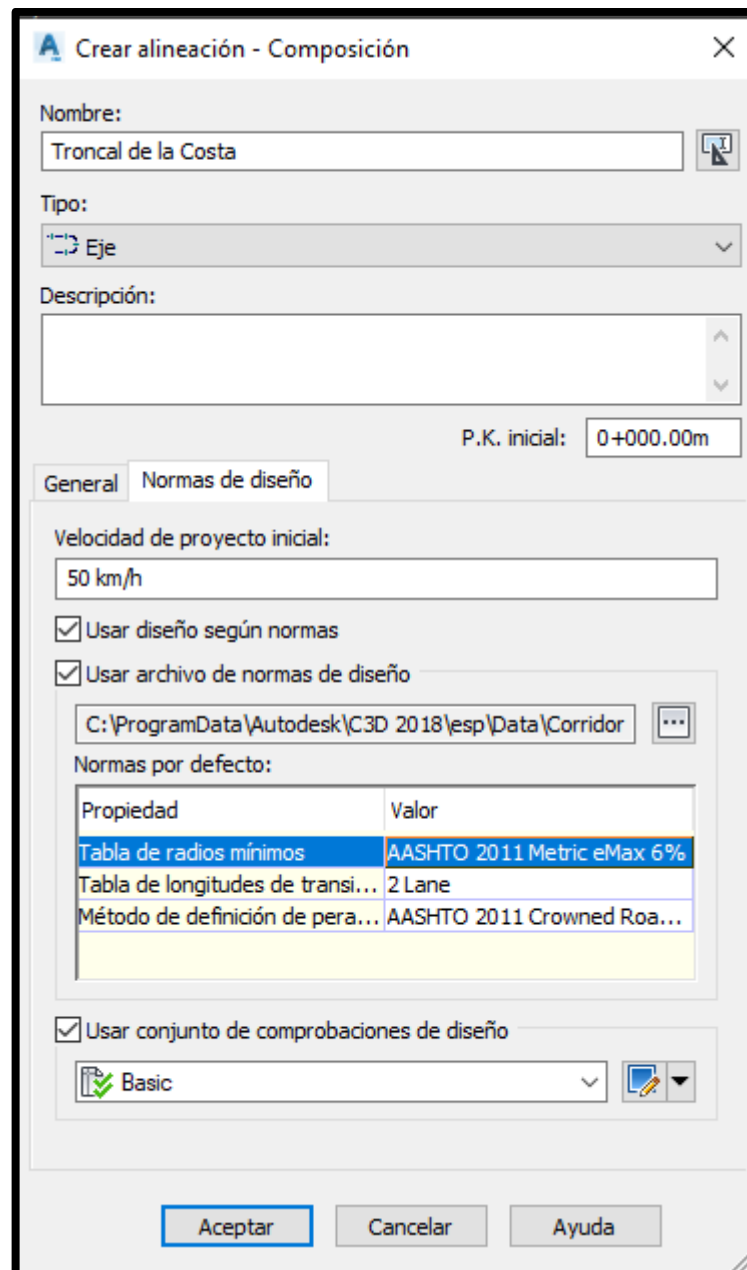 Crear alineación - Composición
Nombre:
Troncal de la Costa
Tipo:
Eje
Descripción:
P.K. inicial: 0+000.00m
General Normas de diseño
Velocidad de proyecto inicial:
50 km/h
Usar diseño según normas
Usar archivo de normas de diseño
C:\ProgramData\Autodesk\C3D 2018\esp\Data\Corridor ...
Normas por defecto:
Propiedad Valor
Tabla de radios mínimos AASHTO 2011 Metric eMax 6%
Tabla de longitudes de transi... 2 Lane
Método de definición de pera... AASHTO 2011 Crowned Roa...
Usar conjunto de comprobaciones de diseño
Basic
Aceptar Cancelar Ayuda